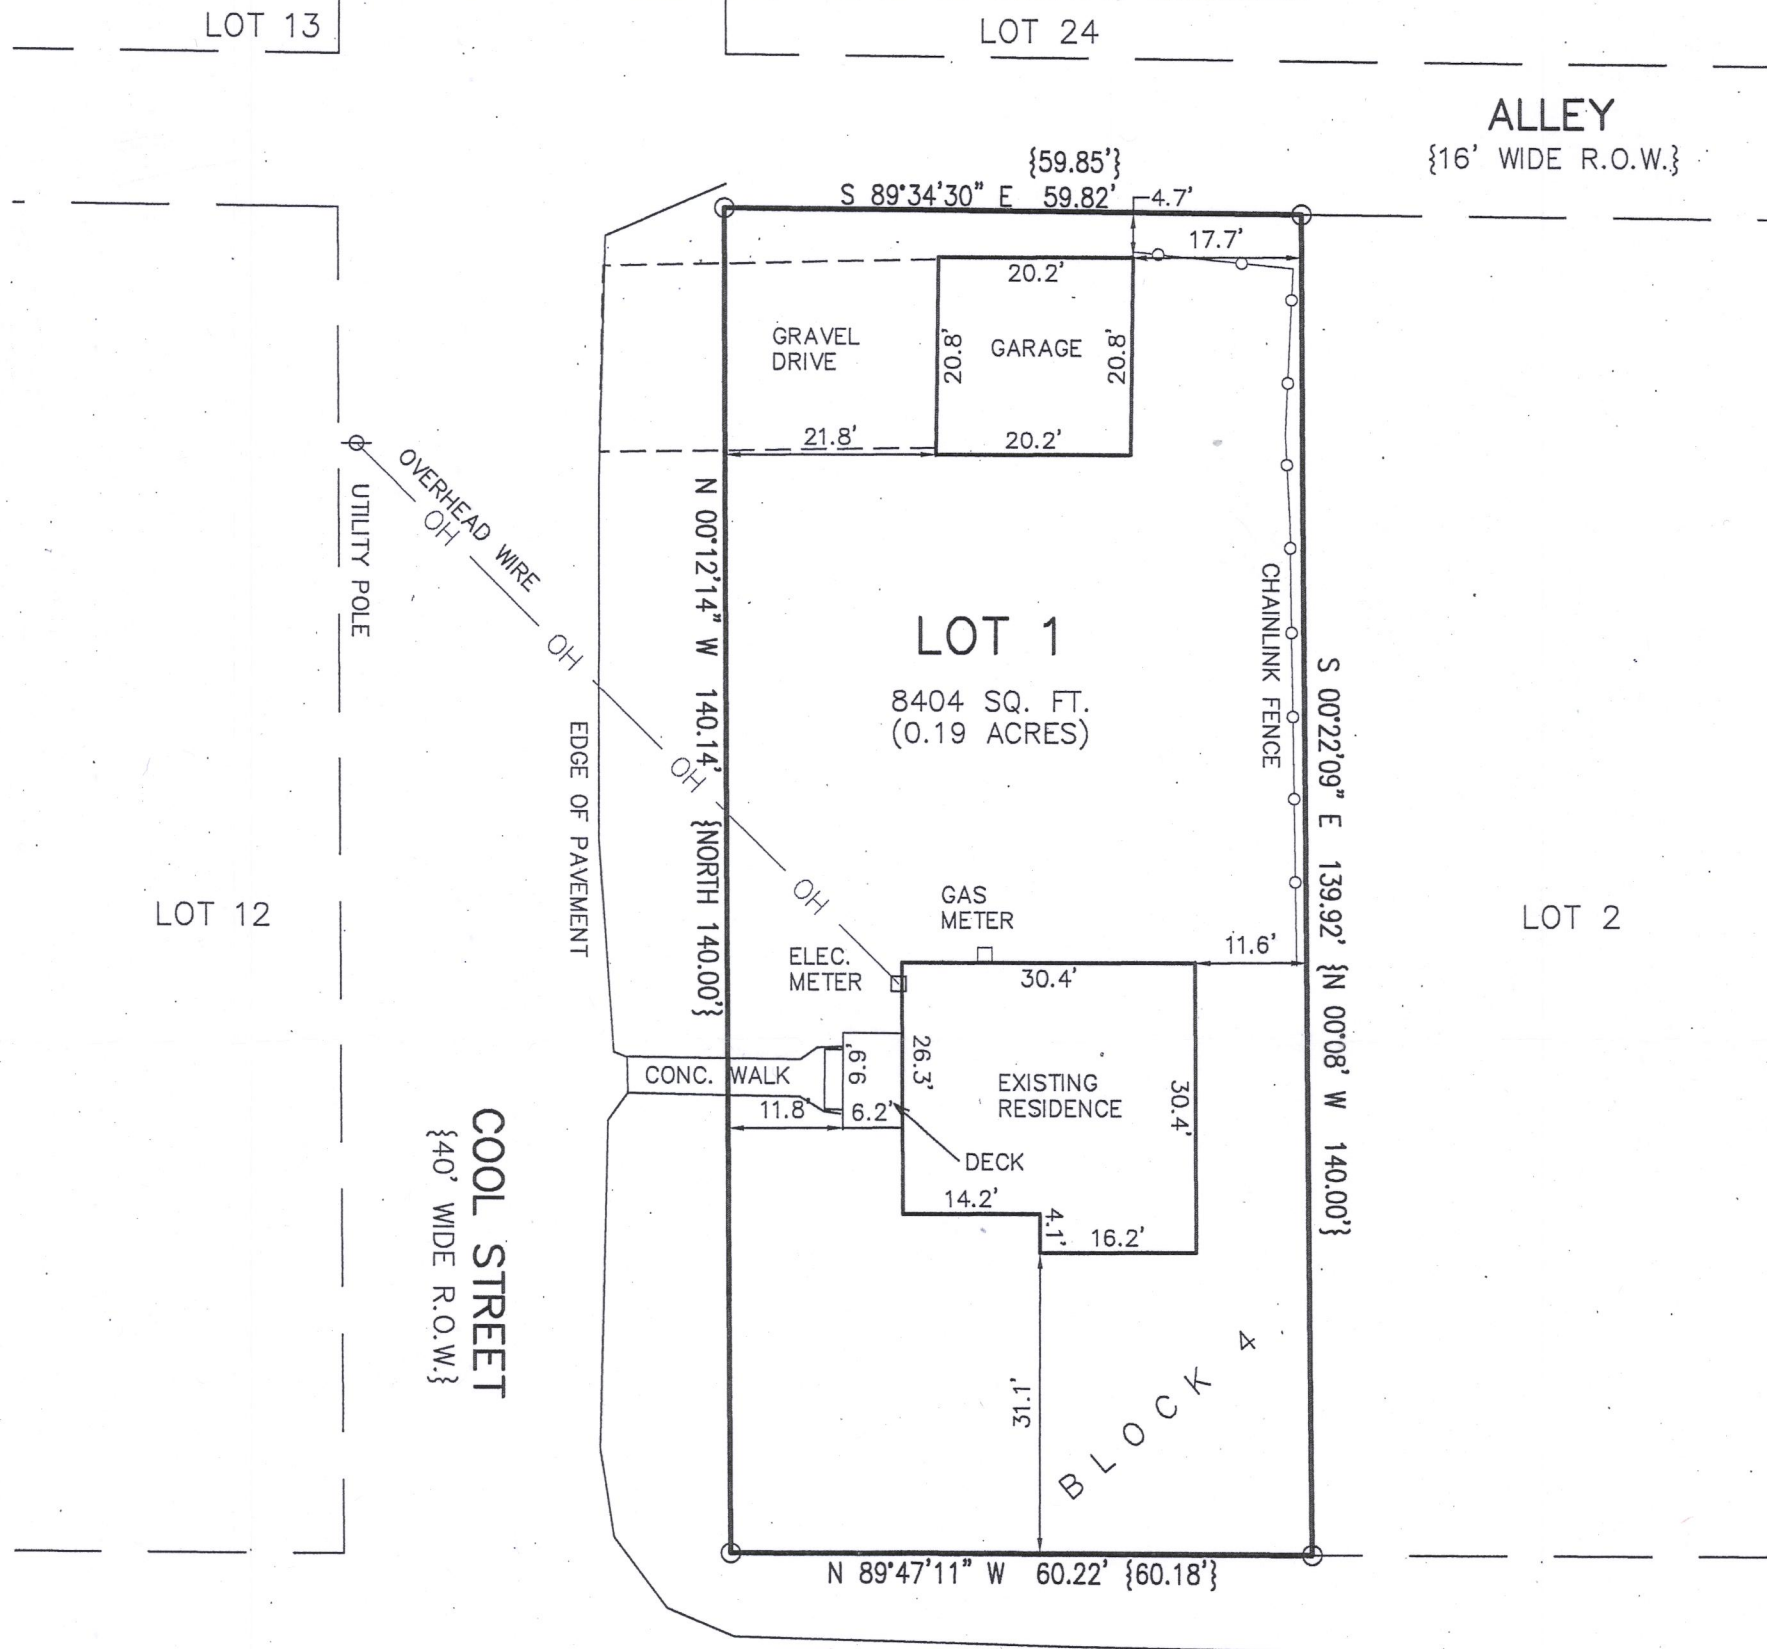 LOT 13
LOT 24
ALLEY
{16' WIDE R.O.W.}
{59.85'}
S 89°34'30" E 59.82'
4.7'
17.7'
20.2'
GRAVEL
DRIVE
20.8'
GARAGE
20.8'
21.8'
20.2'
OVERHEAD WIRE
OH
UTILITY POLE
OH
OH
OH
N 00°12'14" W 140.14' {NORTH 140.00'}
EDGE OF PAVEMENT
LOT 1
8404 SQ. FT.
(0.19 ACRES)
CHAINLINK FENCE
S 00°22'09" E 139.92' {N 00°08' W 140.00'}
LOT 12
LOT 2
GAS
METER
ELEC.
METER
11.6'
30.4'
26.3'
9.9'
CONC. WALK
11.8'
6.2'
EXISTING
RESIDENCE
30.4'
DECK
14.2'
4.1'
16.2'
COOL STREET
{40' WIDE R.O.W.}
31.1'
BLOCK 4
N 89°47'11" W 60.22' {60.18'}